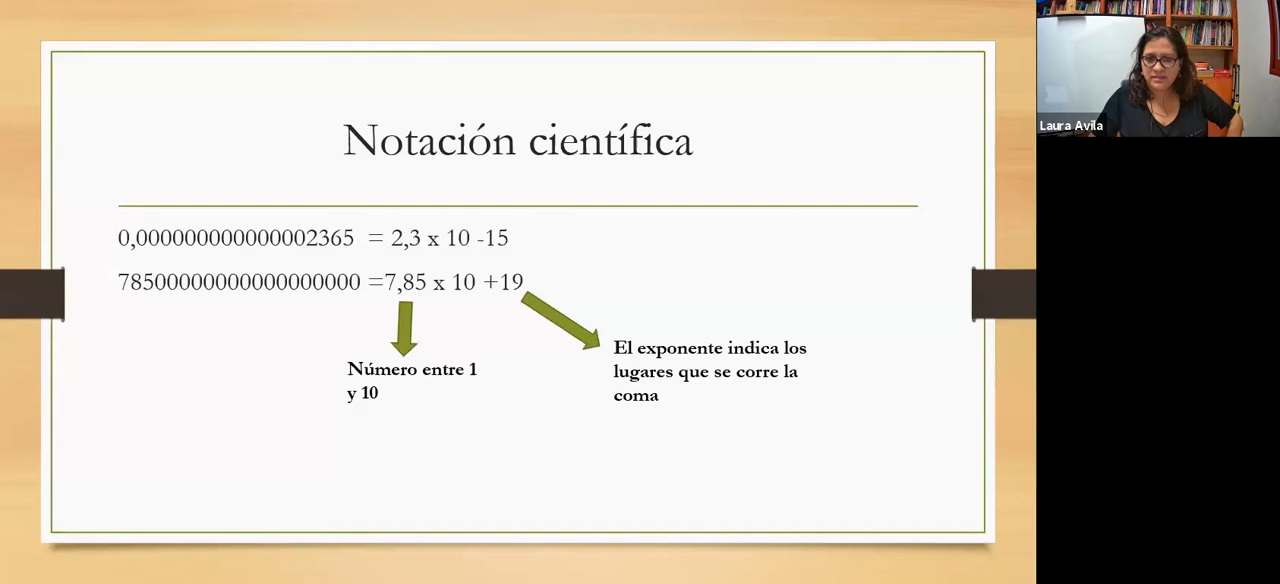 Notación científica
0,000000000000002365 = 2,3 x 10 -15
78500000000000000000 =7,85 x 10 +19
Número entre 1
y 10
El exponente indica los
lugares que se corre la
coma
Laura Avila